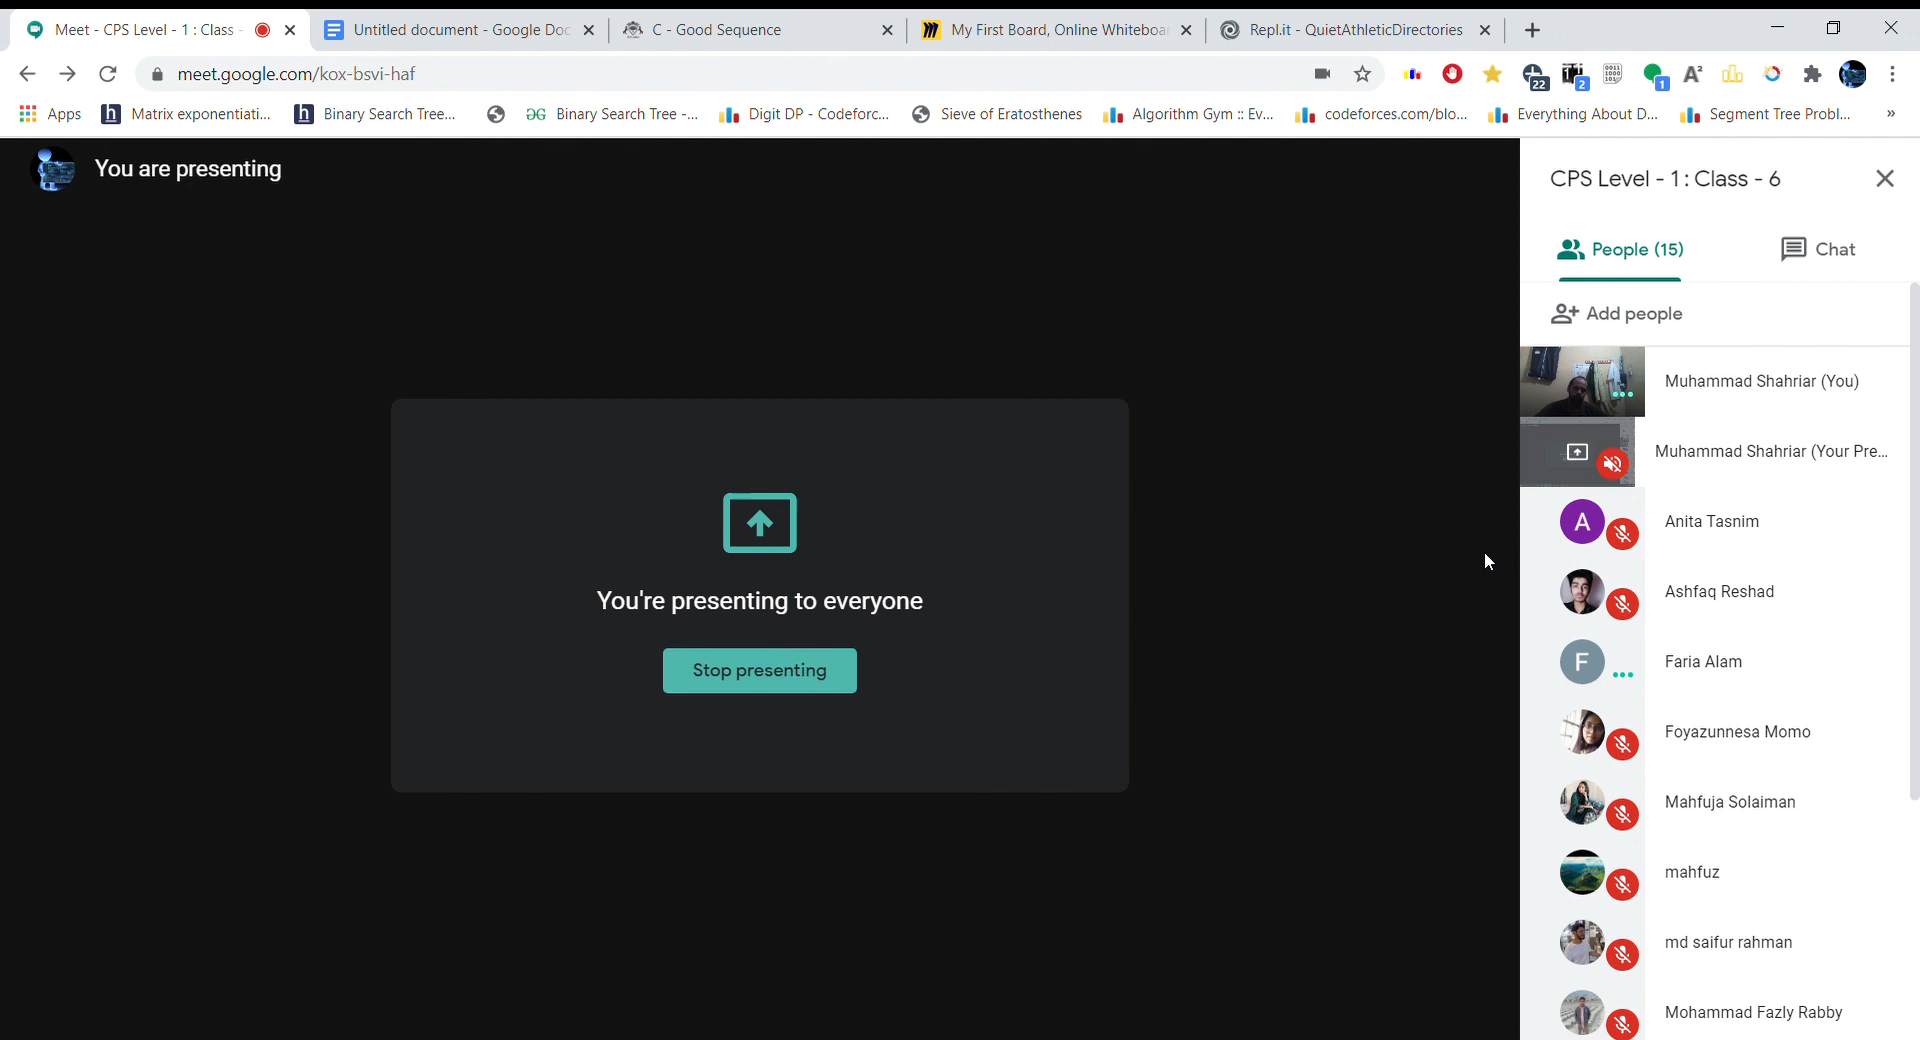 Meet - CPS Level - 1 : Class -
Untitled document - Google Doc
C - Good Sequence
My First Board, Online Whiteboa
Repl.it - QuietAthleticDirectories
meet.google.com/kox-bsvi-haf
22
2
1
A²
Apps
Matrix exponentiati...
Binary Search Tree...
Binary Search Tree -...
Digit DP - Codeforc...
Sieve of Eratosthenes
Algorithm Gym :: Ev...
codeforces.com/blo...
Everything About D...
Segment Tree Probl...
»
You are presenting
You're presenting to everyone
Stop presenting
CPS Level - 1 : Class - 6
People (15)
Chat
Add people
Muhammad Shahriar (You)
Muhammad Shahriar (Your Pre...
A
Anita Tasnim
Ashfaq Reshad
F
Faria Alam
Foyazunnesa Momo
Mahfuja Solaiman
mahfuz
md saifur rahman
Mohammad Fazly Rabby